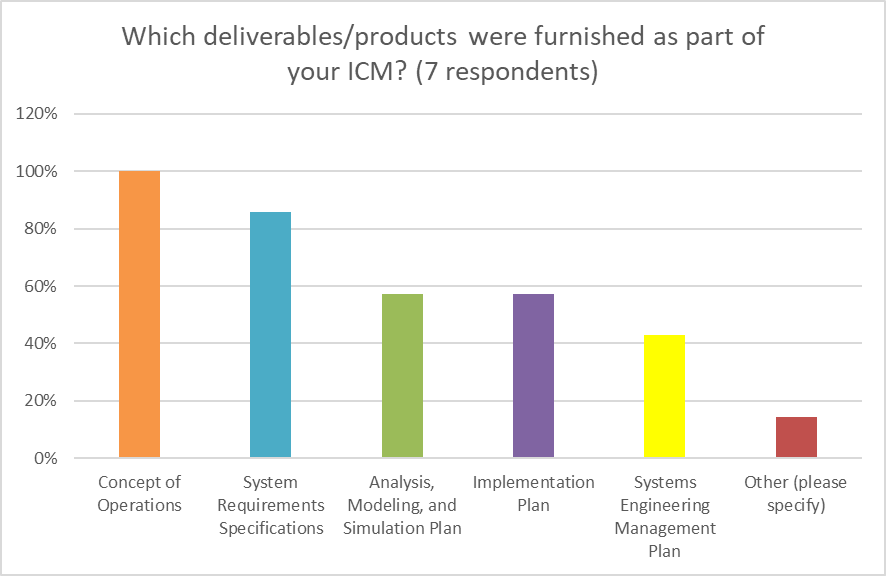 Which deliverables/products were furnished as part of
your ICM? (7 respondents)
120%
100%
80%
60%
40%
20%
0%
Concept of
Operations
System
Requirements
Specifications
Analysis,
Modeling, and
Simulation Plan
Implementation
Plan
Systems
Engineering
Management
Plan
Other (please
specify)